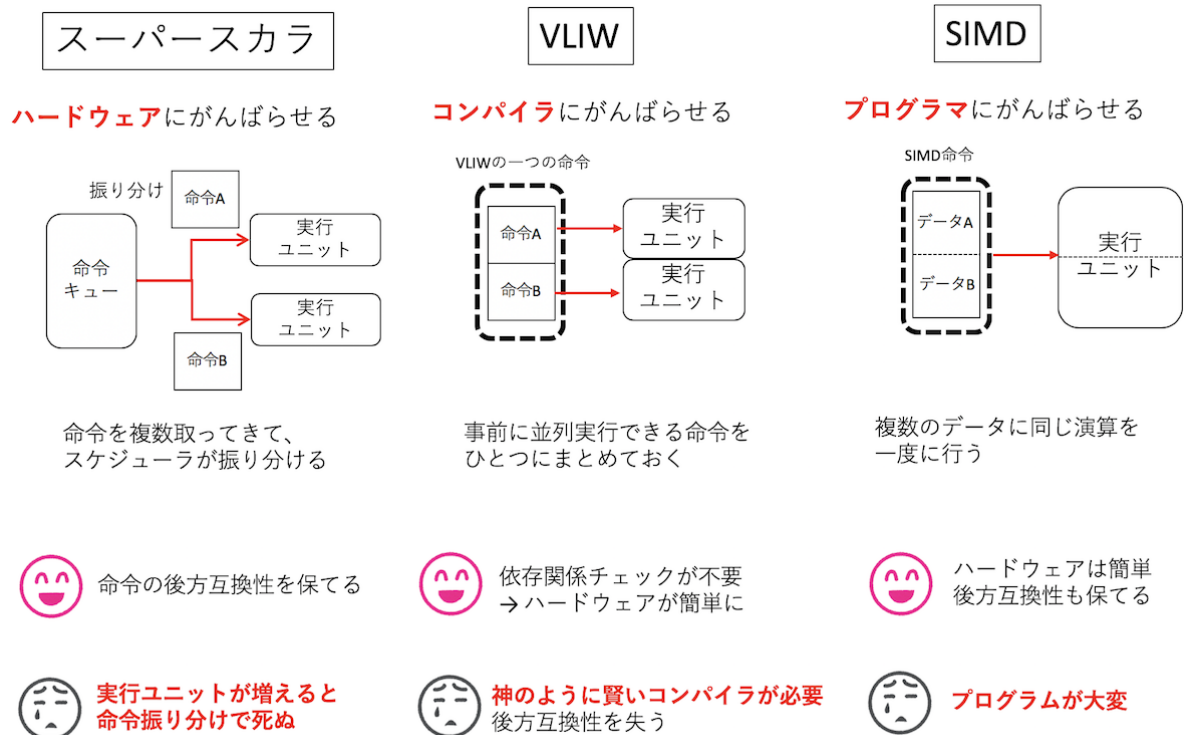 スーパースカラ
ハードウェアにがんばらせる
振り分け
命令A
命令
キュー
実行
ユニット
実行
ユニット
命令B
命令を複数取ってきて、
スケジューラが振り分ける
命令の後方互換性を保てる
実行ユニットが増えると
命令振り分けで死ぬ
VLIW
コンパイラにがんばらせる
VLIWの一つの命令
命令A
実行
ユニット
命令B
実行
ユニット
事前に並列実行できる命令を
ひとつにまとめておく
依存関係チェックが不要
→ ハードウェアが簡単に
神のように賢いコンパイラが必要
後方互換性を失う
SIMD
プログラマにがんばらせる
SIMD命令
データA
データB
実行
ユニット
複数のデータに同じ演算を
一度に行う
ハードウェアは簡単
後方互換性も保てる
プログラムが大変